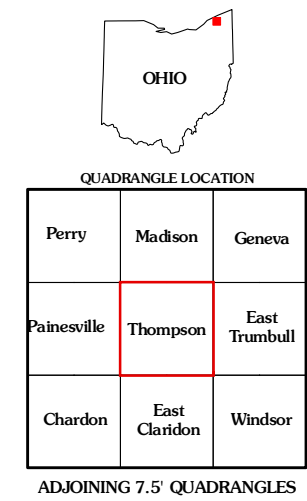 OHIO
QUADRANGLE LOCATION
Perry
Madison
Geneva
Painesville
Thompson
East
Trumbull
Chardon
East
Claridon
Windsor
ADJOINING 7.5' QUADRANGLES